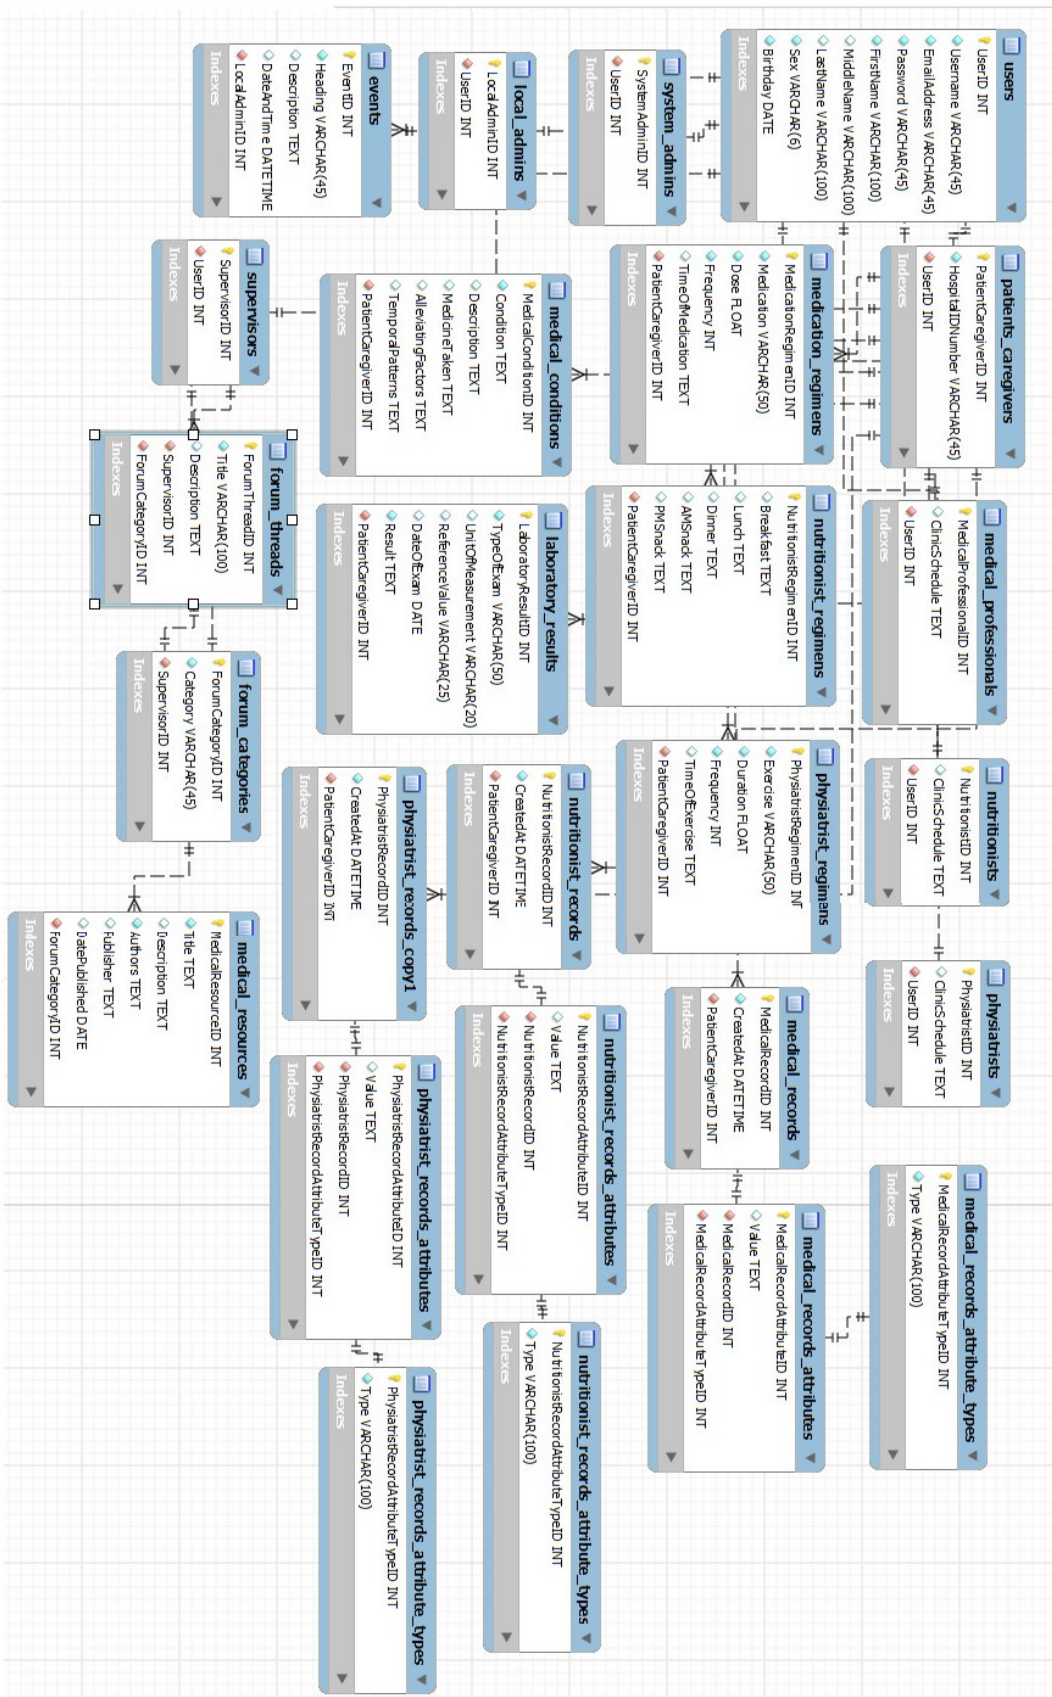 users
UserID INT
Username VARCHAR(45)
EmailAddress VARCHAR(45)
Password VARCHAR(45)
FirstName VARCHAR(100)
MiddleName VARCHAR(100)
LastName VARCHAR(100)
Sex VARCHAR(6)
Birthday DATE
Indexes
patients_caregivers
PatientCaregiverID INT
HospitalIDNumber VARCHAR(45)
UserID INT
Indexes
medical_professionals
MedicalProfessionalID INT
ClinicSchedule TEXT
UserID INT
Indexes
nutritionists
NutritionistID INT
ClinicSchedule TEXT
UserID INT
Indexes
physiatrists
PhysiatristID INT
ClinicSchedule TEXT
UserID INT
Indexes
medical_records_attribute_types
MedicalRecordAttributeTypeID INT
Type VARCHAR(100)
Indexes
system_admins
SystemAdminID INT
UserID INT
Indexes
medication_regimens
MedicationRegimenID INT
Medication VARCHAR(50)
Dose FLOAT
Frequency INT
TimeOfMedication TEXT
PatientCaregiverID INT
Indexes
nutritionist_regimens
NutritionistRegimenID INT
Breakfast TEXT
Lunch TEXT
Dinner TEXT
AMSnack TEXT
PMSnack TEXT
PatientCaregiverID INT
Indexes
physiatrist_regimans
PhysiatristRegimenID INT
Exercise VARCHAR(50)
Duration FLOAT
Frequency INT
TimeOfExercise TEXT
PatientCaregiverID INT
Indexes
medical_records
MedicalRecordID INT
CreatedAt DATETIME
PatientCaregiverID INT
Indexes
medical_records_attributes
MedicalRecordAttributeID INT
Value TEXT
MedicalRecordID INT
MedicalRecordAttributeTypeID INT
Indexes
local_admins
LocalAdminID INT
UserID INT
Indexes
medical_conditions
MedicalConditionID INT
Condition TEXT
Description TEXT
MedicineTaken TEXT
AlleviatingFactors TEXT
TemporalPatterns TEXT
PatientCaregiverID INT
Indexes
laboratory_results
LaboratoryResultID INT
TypeOfExam VARCHAR(50)
UnitOfMeasurement VARCHAR(20)
ReferenceValue VARCHAR(25)
DateOfExam DATE
Result TEXT
PatientCaregiverID INT
Indexes
nutritionist_records
NutritionistRecordID INT
CreatedAt DATETIME
PatientCaregiverID INT
Indexes
nutritionist_records_attributes
NutritionistRecordAttributeID INT
Value TEXT
NutritionistRecordID INT
NutritionistRecordAttributeTypeID INT
Indexes
nutritionist_records_attribute_types
NutritionistRecordAttributeTypeID INT
Type VARCHAR(100)
Indexes
events
EventID INT
Heading VARCHAR(45)
Description TEXT
DateAndTime DATETIME
LocalAdminID INT
Indexes
supervisors
SupervisorID INT
UserID INT
Indexes
forum_threads
ForumThreadID INT
Title VARCHAR(100)
Description TEXT
SupervisorID INT
ForumCategoryID INT
Indexes
forum_categories
ForumCategoryID INT
Category VARCHAR(45)
SupervisorID INT
Indexes
physiatrist_records_copy1
PhysiatristRecordID INT
CreatedAt DATETIME
PatientCaregiverID INT
Indexes
physiatrist_records_attributes
PhysiatristRecordAttributeID INT
Value TEXT
PhysiatristRecordID INT
PhysiatristRecordAttributeTypeID INT
Indexes
physiatrist_records_attribute_types
PhysiatristRecordAttributeTypeID INT
Type VARCHAR(100)
Indexes
medical_resources
MedicalResourceID INT
Title TEXT
Description TEXT
Authors TEXT
Publisher TEXT
DatePublished DATE
ForumCategoryID INT
Indexes